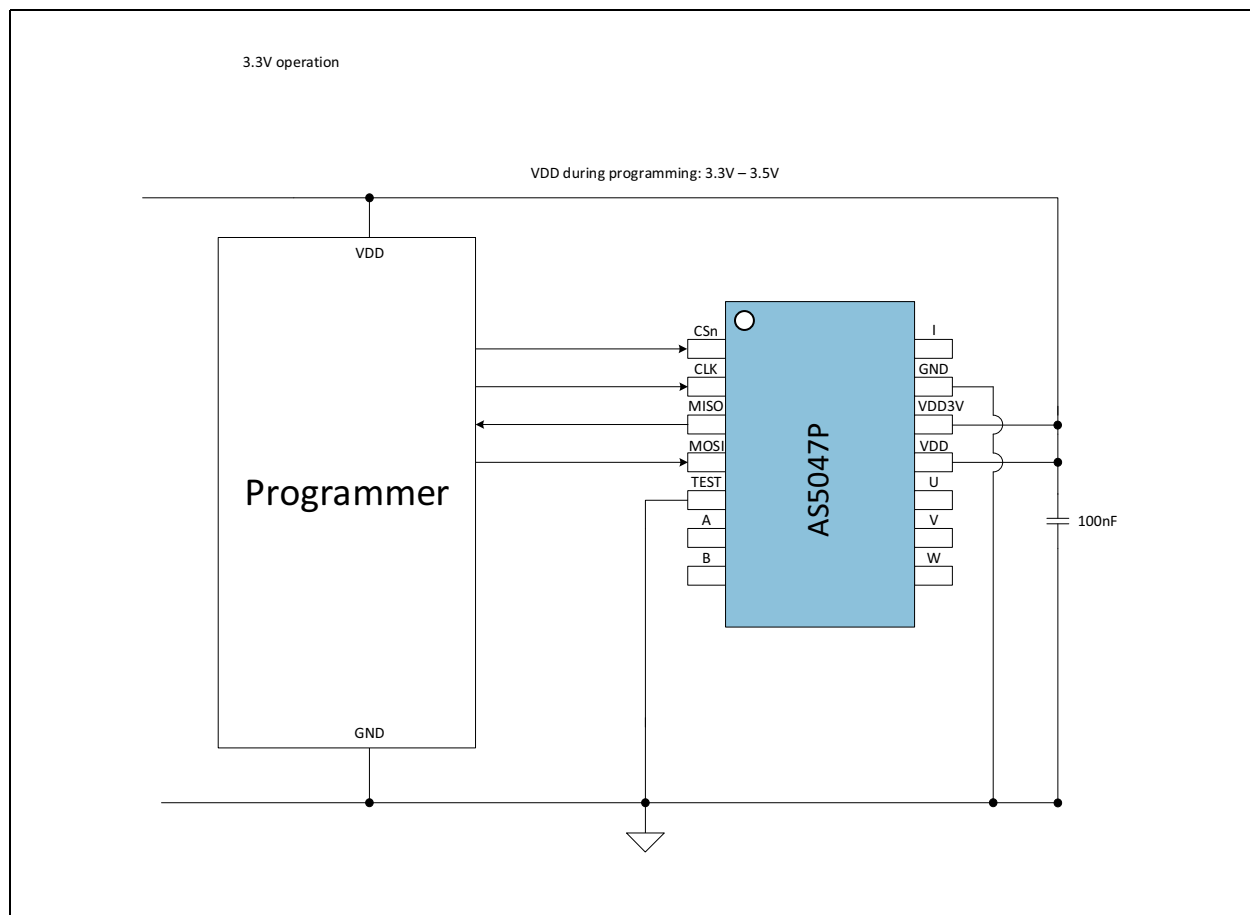 3.3V operation
VDD during programming: 3.3V – 3.5V
VDD
Programmer
GND
CSn
CLK
MISO
MOSI
TEST
A
B
AS5047P
I
GND
VDD3V
VDD
U
V
W
100nF